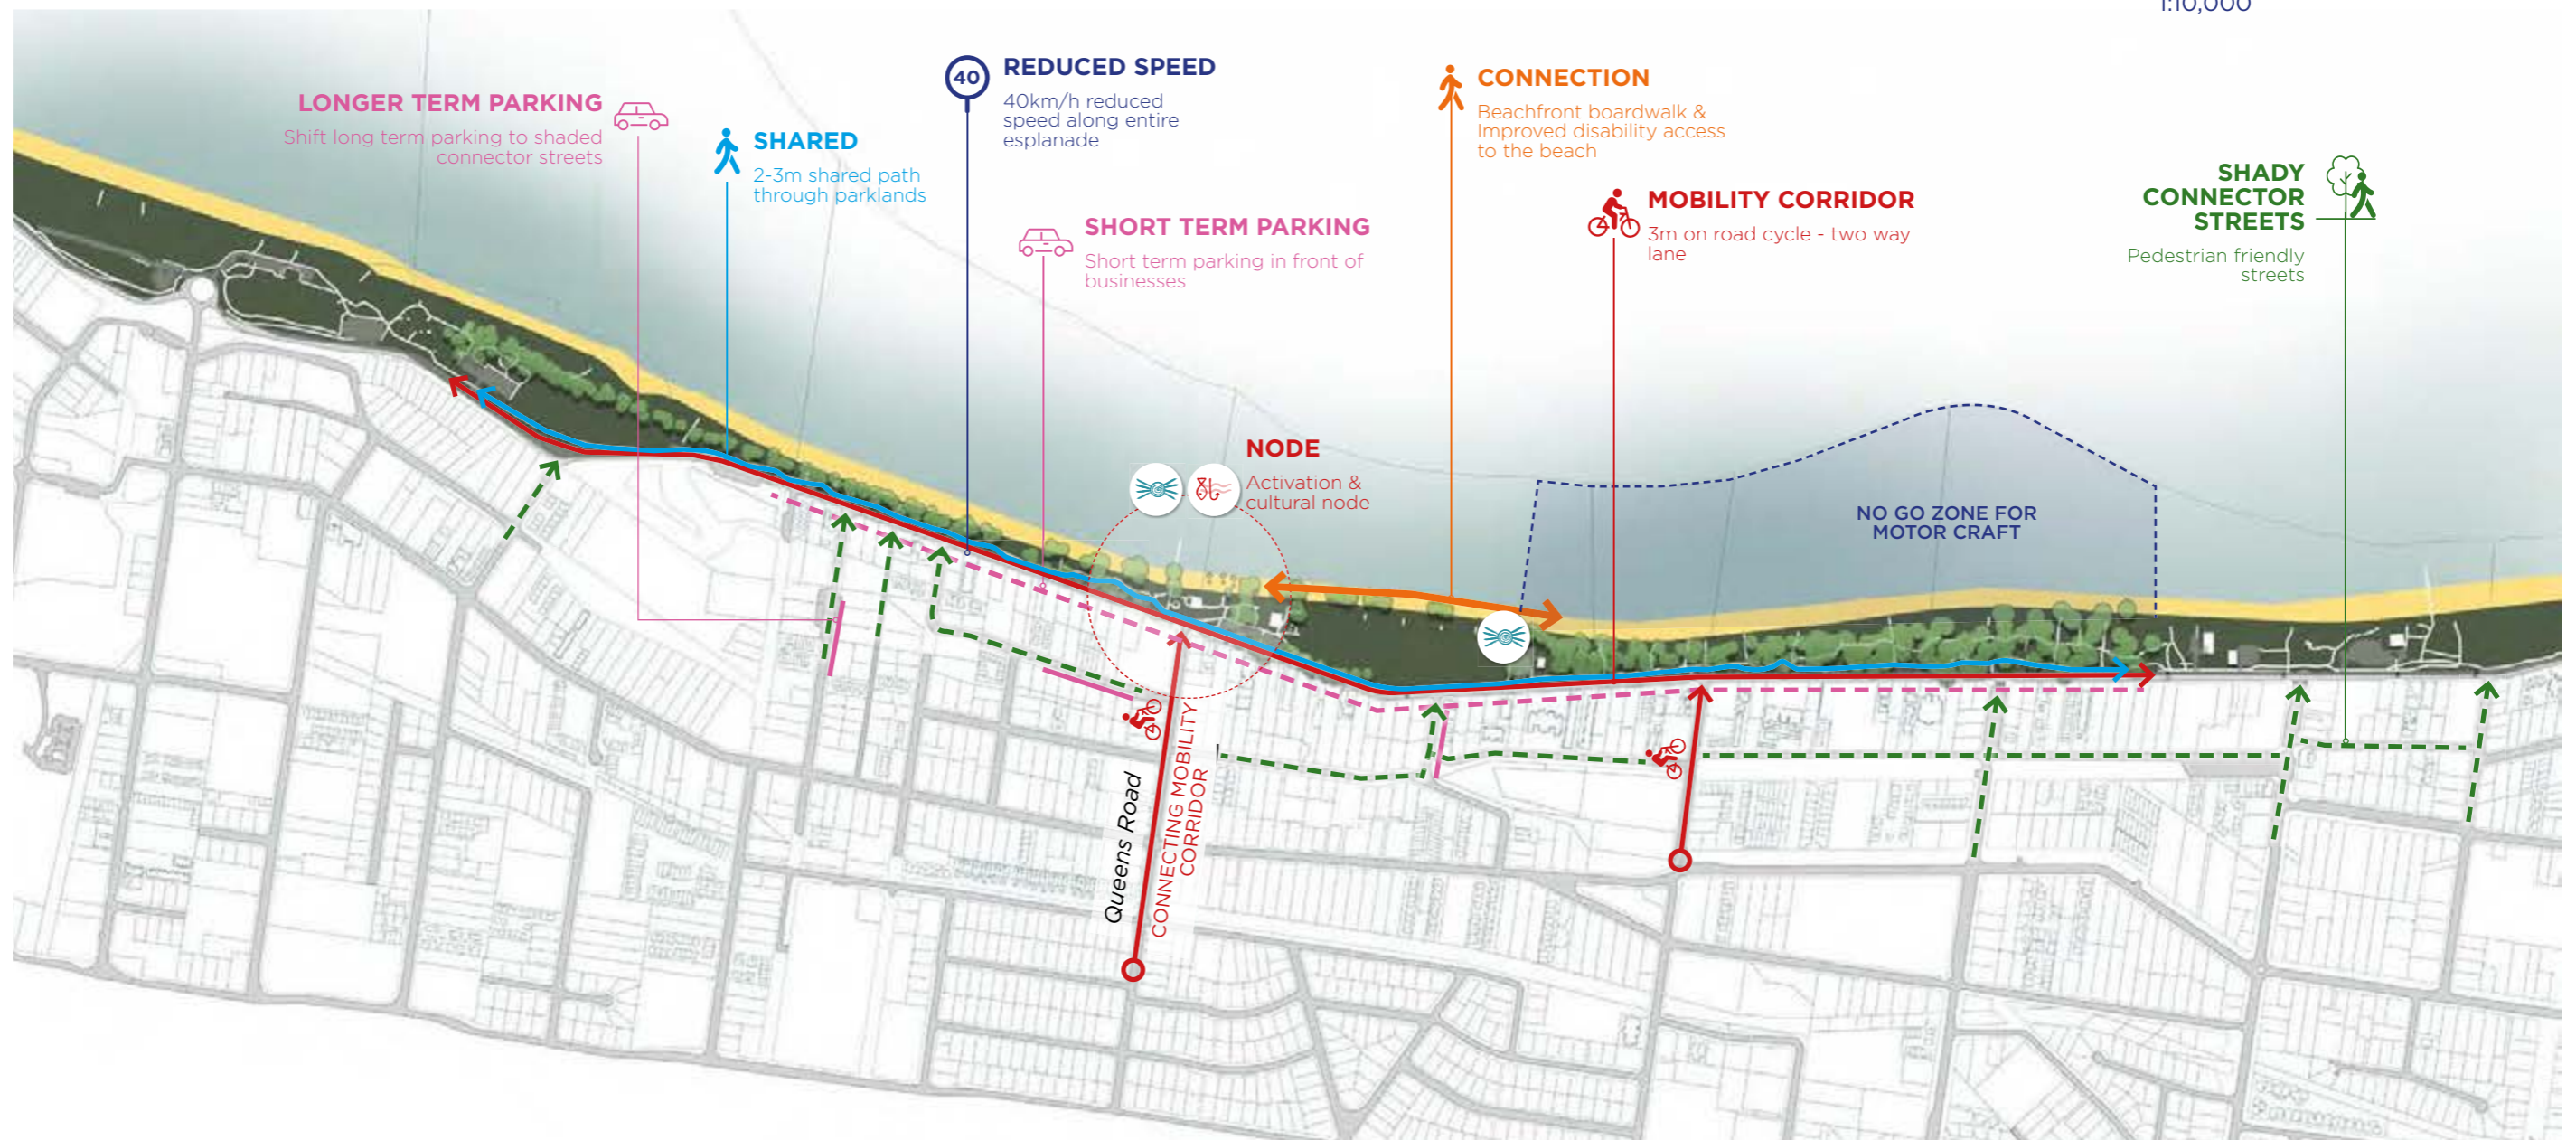 1:10,000
LONGER TERM PARKING
Shift long term parking to shaded
connector streets
SHARED
2-3m shared path
through parklands
40
REDUCED SPEED
40km/h reduced
speed along entire
esplanade
SHORT TERM PARKING
Short term parking in front of
businesses
CONNECTION
Beachfront boardwalk &
Improved disability access
to the beach
MOBILITY CORRIDOR
3m on road cycle - two way
lane
SHADY
CONNECTOR
STREETS
Pedestrian friendly
streets
NODE
Activation &
cultural node
NO GO ZONE FOR
MOTOR CRAFT
Queens Road
CONNECTING MOBILITY
CORRIDOR